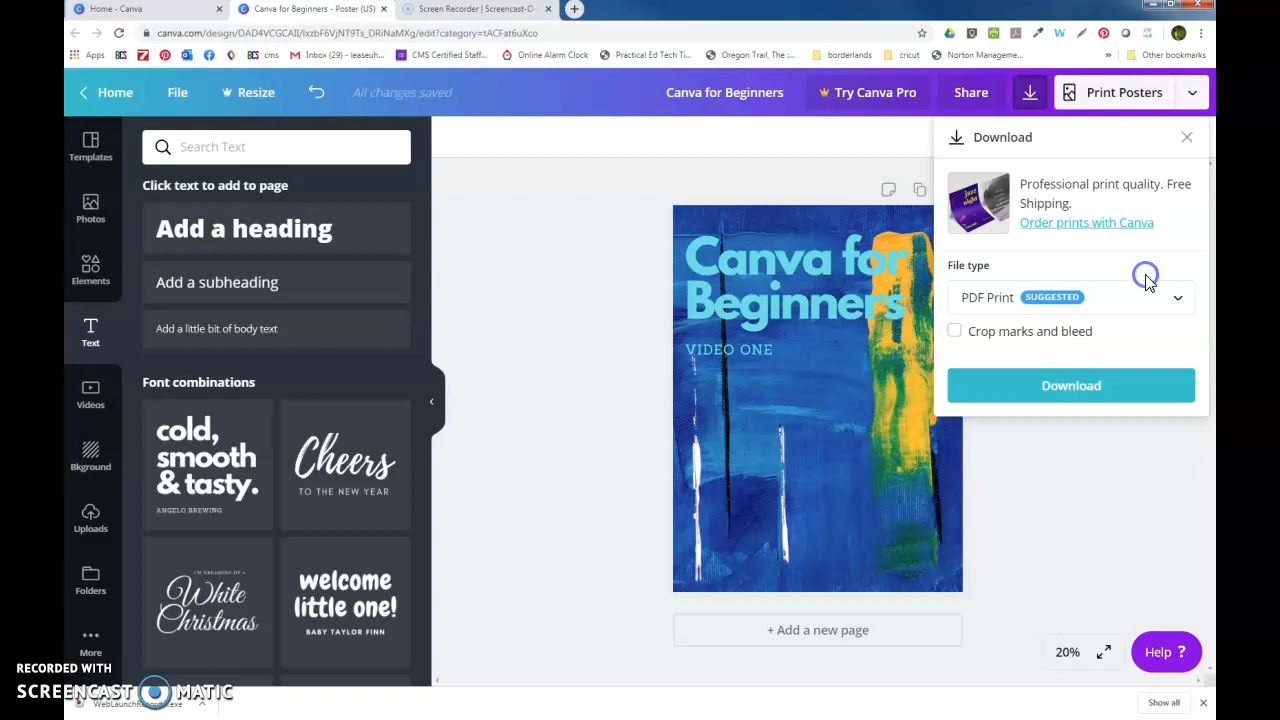 Home - Canva
Canva for Beginners - Poster (US)
Screen Recorder | Screencast-O-
canva.com/design/DAD4VCGCAII/IxzbF6VjNT9Ts_DRiNaMXg/edit?category=tACFat6uXco
Apps
BCS
BCS
cms
Inbox (29) - leaseuh...
CMS Certified Staff...
Online Alarm Clock
Practical Ed Tech Ti...
Oregon Trail, The :...
borderlands
cricut
Norton Manageme...
»
Other bookmarks
Home
File
Resize
All changes saved
Canva for Beginners
Try Canva Pro
Share
Print Posters
Templates
Photos
Elements
Text
Videos
Bkground
Uploads
Folders
More
Search Text
Click text to add to page
Add a heading
Add a subheading
Add a little bit of body text
Font combinations
cold,
smooth
& tasty.
ANGELO BREWING
Cheers
TO THE NEW YEAR
I'M DREAMING OF A
White
Christmas
welcome
little one!
BABY TAYLOR FINN
Canva for
Beginners
VIDEO ONE
+ Add a new page
Download
Professional print quality. Free
Shipping.
Order prints with Canva
File type
PDF Print SUGGESTED
Crop marks and bleed
Download
20%
Help ?
RECORDED WITH
SCREENCAST MATIC
Show all